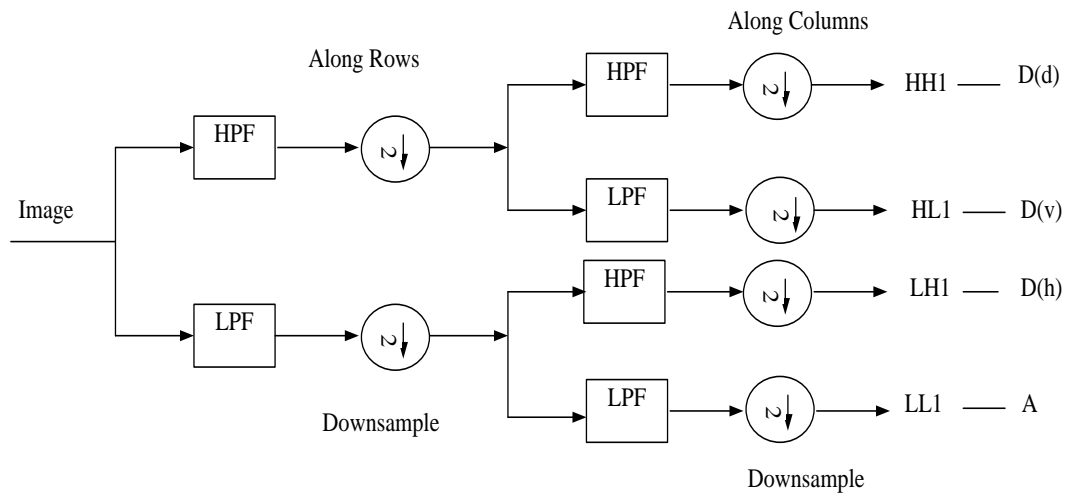 Along Columns
Along Rows
HPF
2
HH1
D(d)
HPF
2
LPF
2
HL1
D(v)
Image
HPF
2
LH1
D(h)
LPF
2
LPF
2
LL1
A
Downsample
Downsample